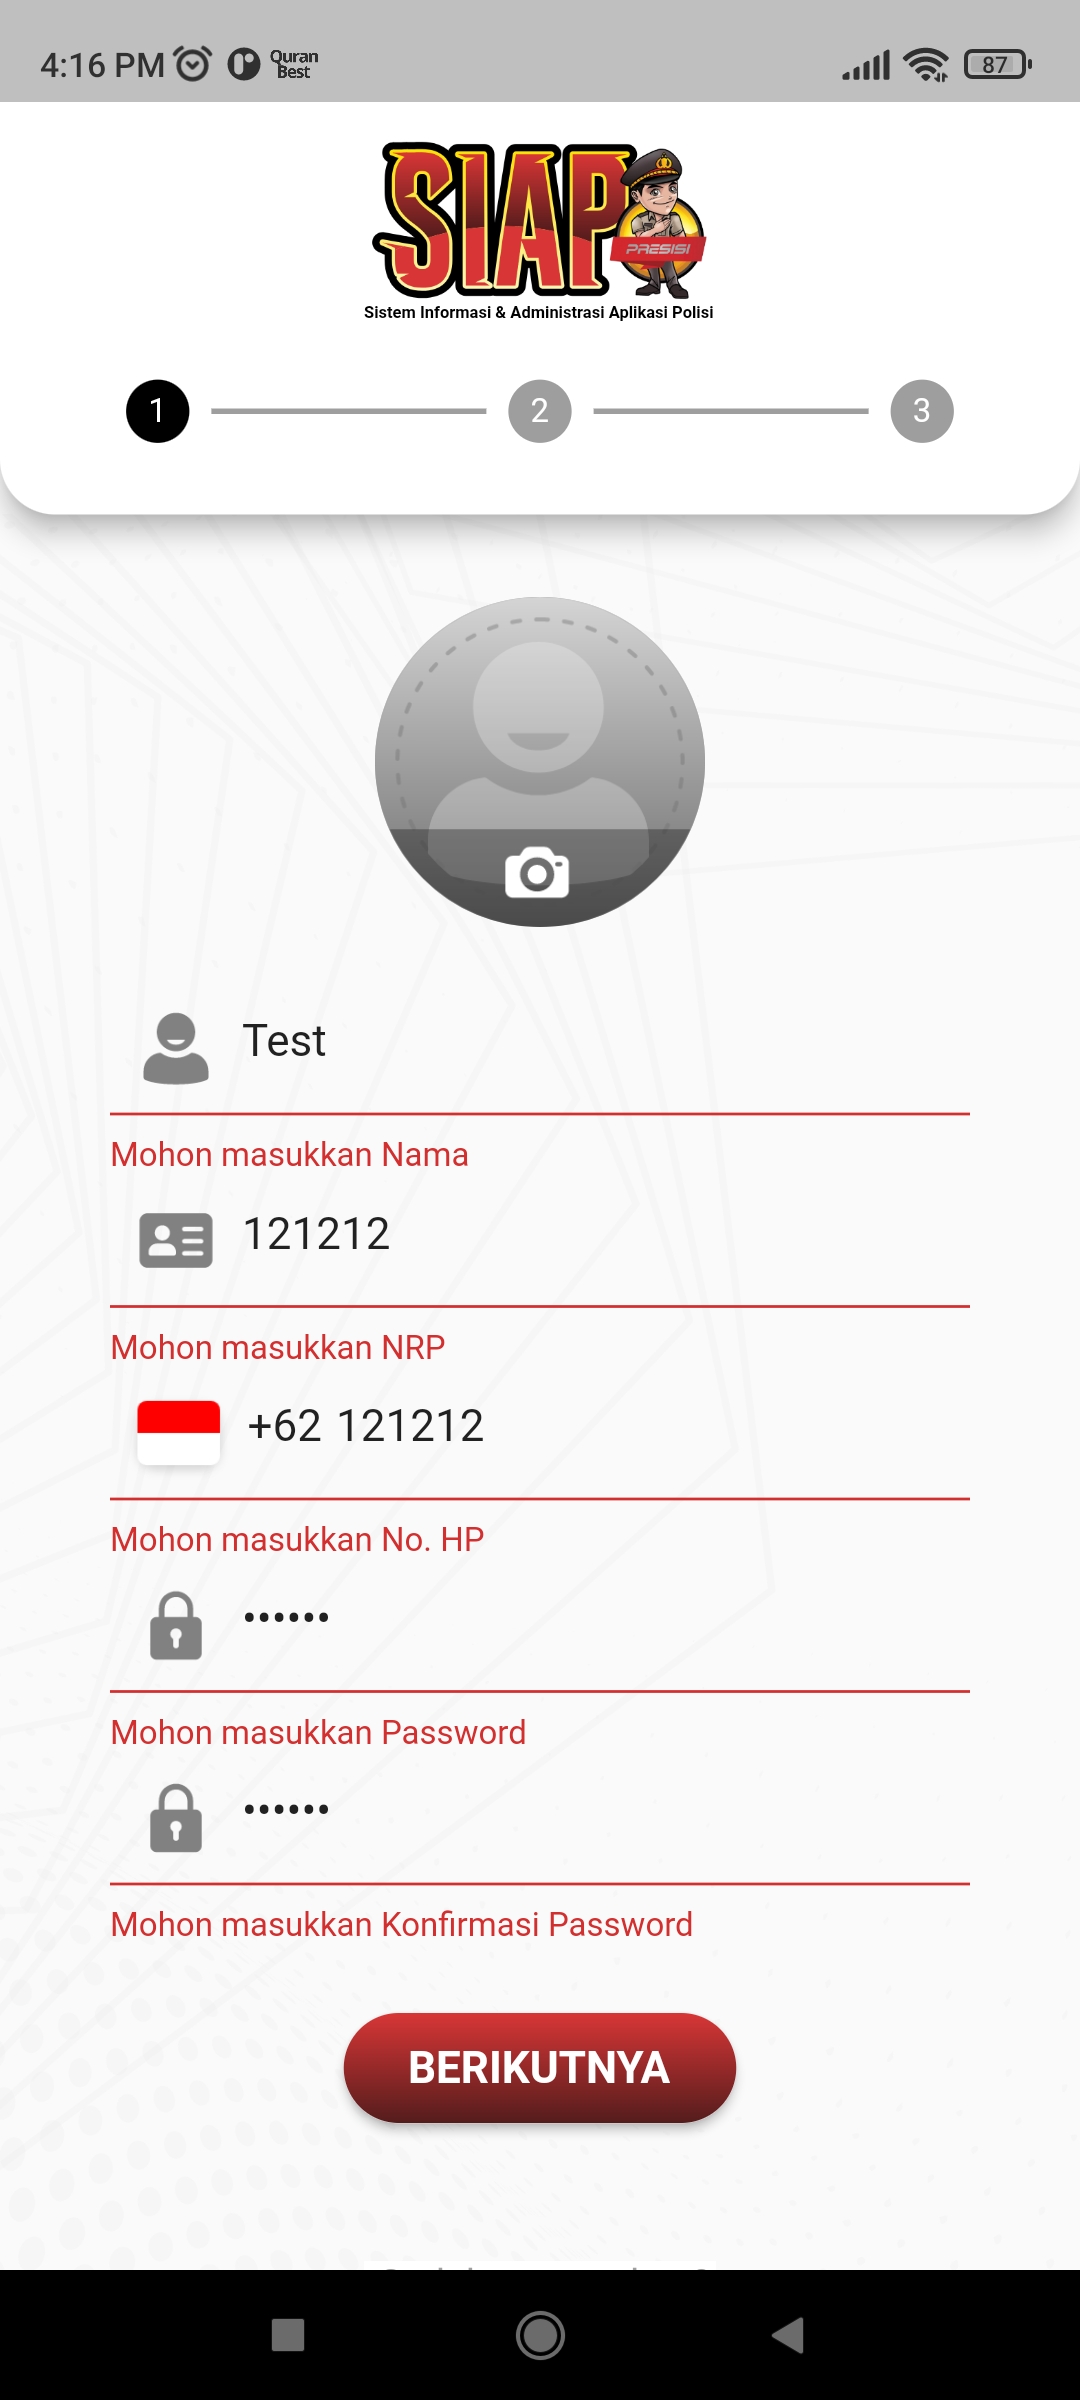 4:16 PM
Quran
Best
87
SIAP
PRESISI
Sistem Informasi & Administrasi Aplikasi Polisi
1 2 3
Test
Mohon masukkan Nama
121212
Mohon masukkan NRP
+62 121212
Mohon masukkan No. HP
••••••
Mohon masukkan Password
••••••
Mohon masukkan Konfirmasi Password
BERIKUTNYA